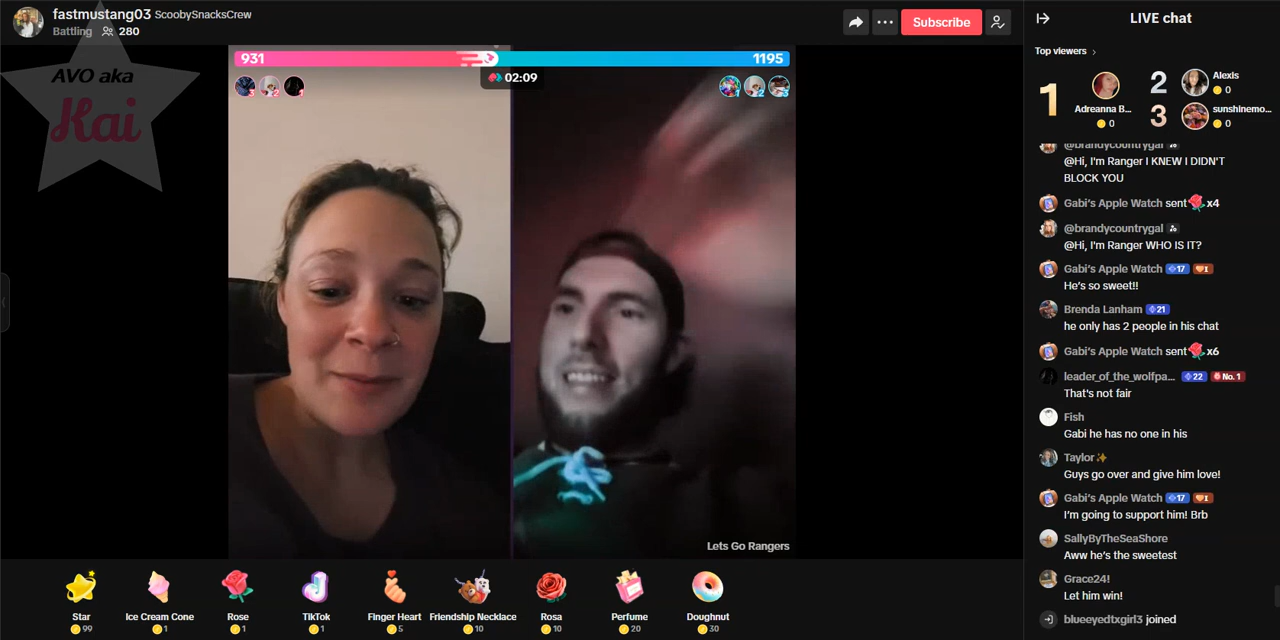 fastmustang03 ScoobySnacksCrew
Battling 280
Subscribe
AVO aka
Kai
931
1195
02:09
Lets Go Rangers
Star
99
Ice Cream Cone
1
Rose
1
TikTok
1
Finger Heart
5
Friendship Necklace
10
Rosa
10
Perfume
20
Doughnut
30
LIVE chat
Top viewers
1
Adreanna B...
0
2
Alexis
0
3
sunshinemo...
0
@brandycountrygal
@Hi, I'm Ranger I KNEW I DIDN'T
BLOCK YOU
Gabi's Apple Watch sent x4
@brandycountrygal
@Hi, I'm Ranger WHO IS IT?
Gabi's Apple Watch 17 I
He's so sweet!!
Brenda Lanham 21
he only has 2 people in his chat
Gabi's Apple Watch sent x6
leader_of_the_wolfpa... 22 No. 1
That's not fair
Fish
Gabi he has no one in his
Taylor
Guys go over and give him love!
Gabi's Apple Watch 17 I
I'm going to support him! Brb
SallyByTheSeaShore
Aww he's the sweetest
Grace24!
Let him win!
blueeyedtxgirl3 joined